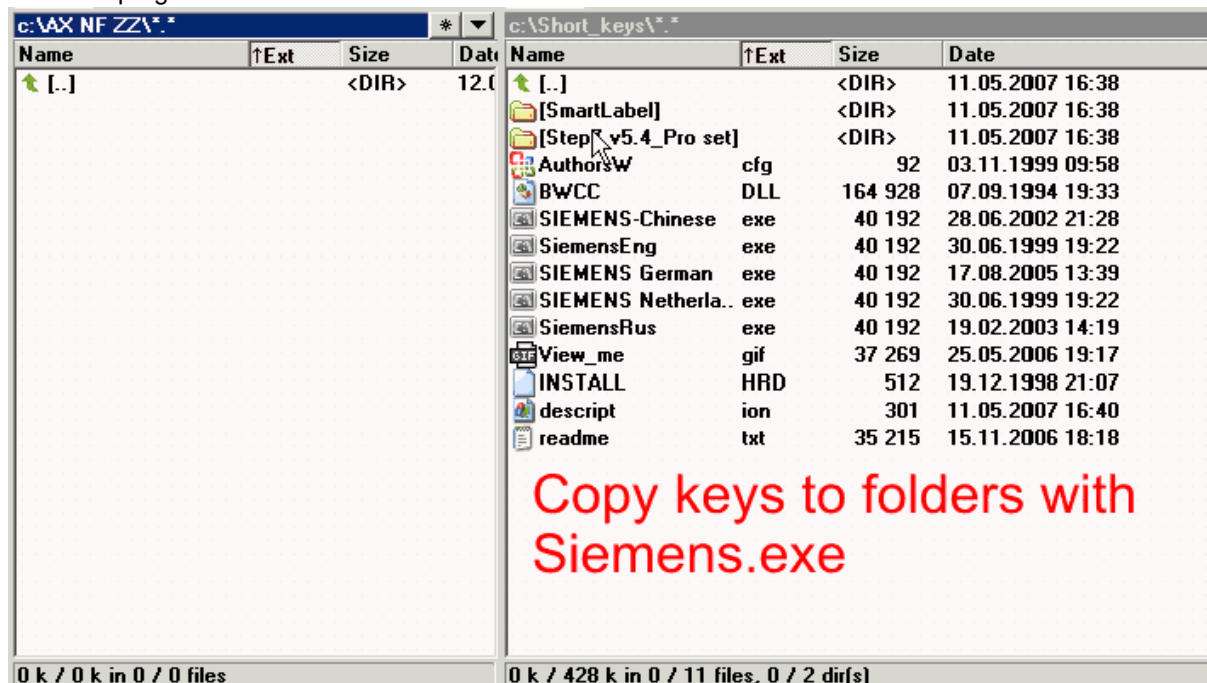 c:\AX NF ZZ\*.* * ▼ c:\Short_keys\*.*
Name ↑Ext Size Date Name ↑Ext Size Date
[..] <DIR> 12.0 [..] <DIR> 11.05.2007 16:38
[SmartLabel] <DIR> 11.05.2007 16:38
[Step v5.4_Pro set] <DIR> 11.05.2007 16:38
AuthorsW cfg 92 03.11.1999 09:58
BWCC DLL 164 928 07.09.1994 19:33
SIEMENS-Chinese exe 40 192 28.06.2002 21:28
SiemensEng exe 40 192 30.06.1999 19:22
SIEMENS German exe 40 192 17.08.2005 13:39
SIEMENS Netherla.. exe 40 192 30.06.1999 19:22
SiemensRus exe 40 192 19.02.2003 14:19
View_me gif 37 269 25.05.2006 19:17
INSTALL HRD 512 19.12.1998 21:07
descript ion 301 11.05.2007 16:40
readme txt 35 215 15.11.2006 18:18
Copy keys to folders with
Siemens.exe
0 k / 0 k in 0 / 0 files 0 k / 428 k in 0 / 11 files, 0 / 2 dir(s)